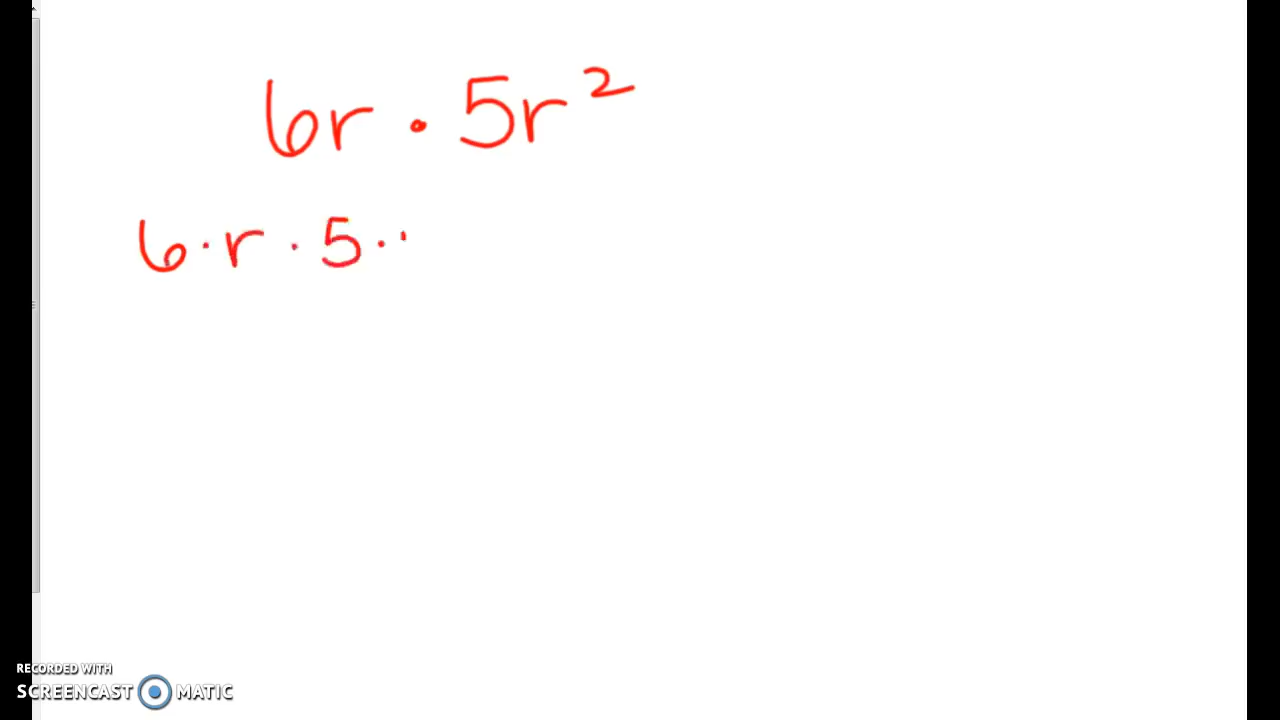 6r · 5r²
6 · r · 5 ·
RECORDED WITH
SCREENCAST MATIC